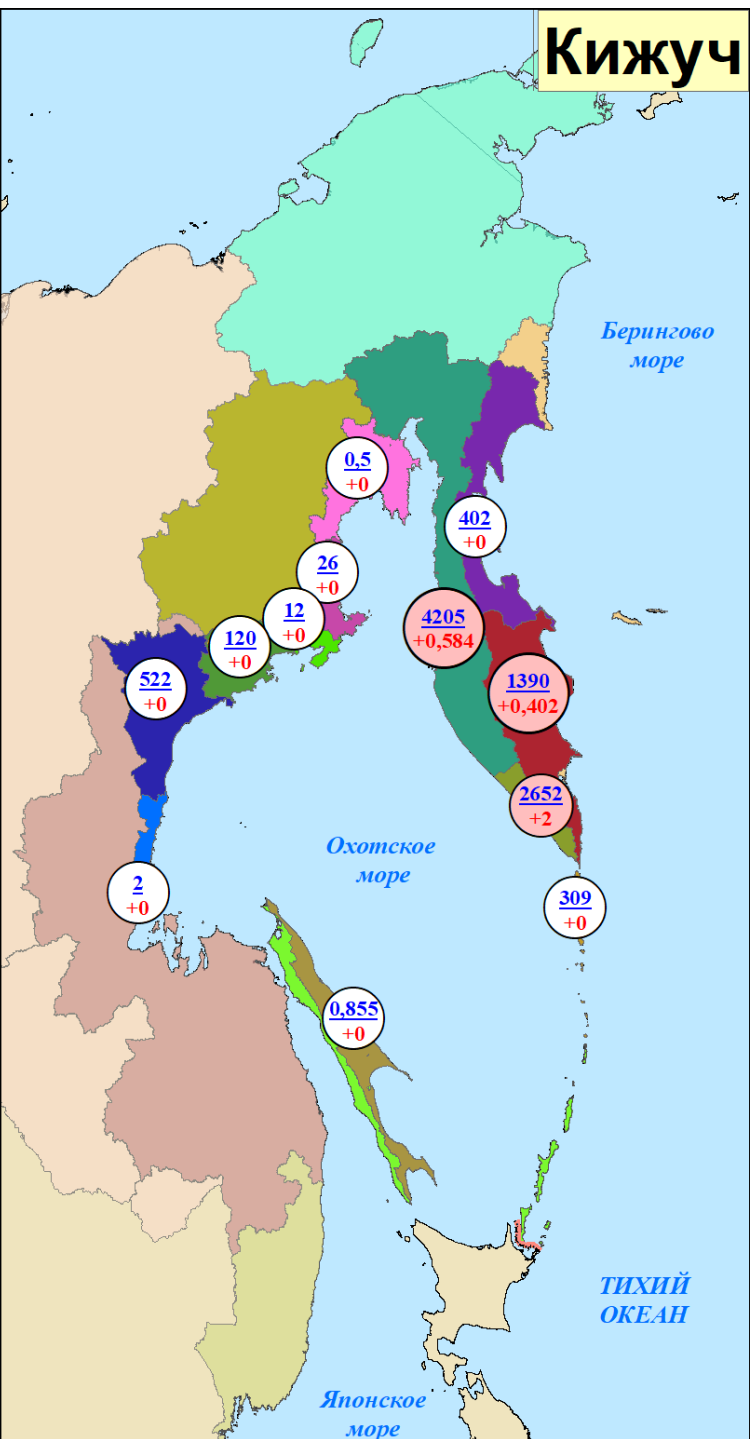 Кижуч
Берингово
море
0,5
+0
402
+0
26
+0
12
+0
4205
+0,584
120
+0
522
+0
1390
+0,402
2652
+2
Охотское
море
2
+0
309
+0
0,855
+0
ТИХИЙ
ОКЕАН
Японское
море